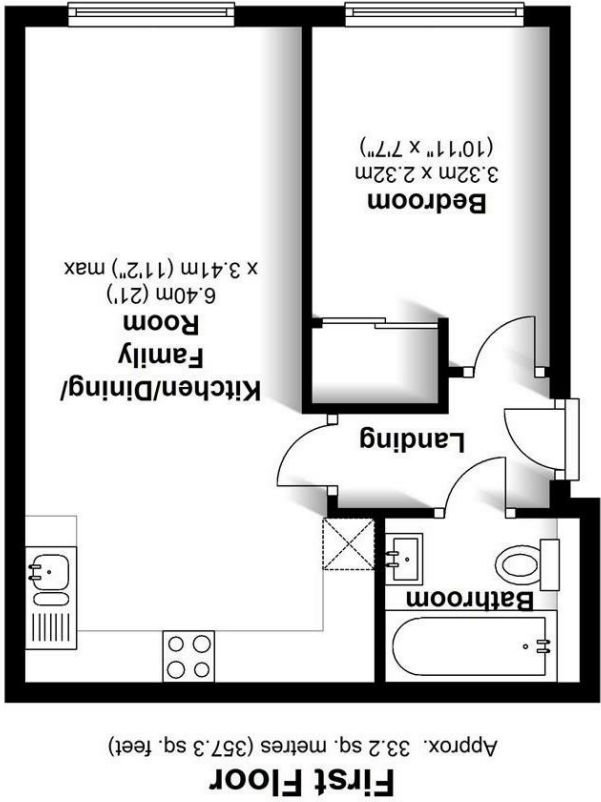 First Floor
Approx. 33.2 sq. metres (357.3 sq. feet)
Bathroom
Landing
Kitchen/Dining/
Family
Room
6.40m (21')
x 3.41m (11'2") max
Bedroom
3.32m x 2.32m
(10'11" x 7'7")